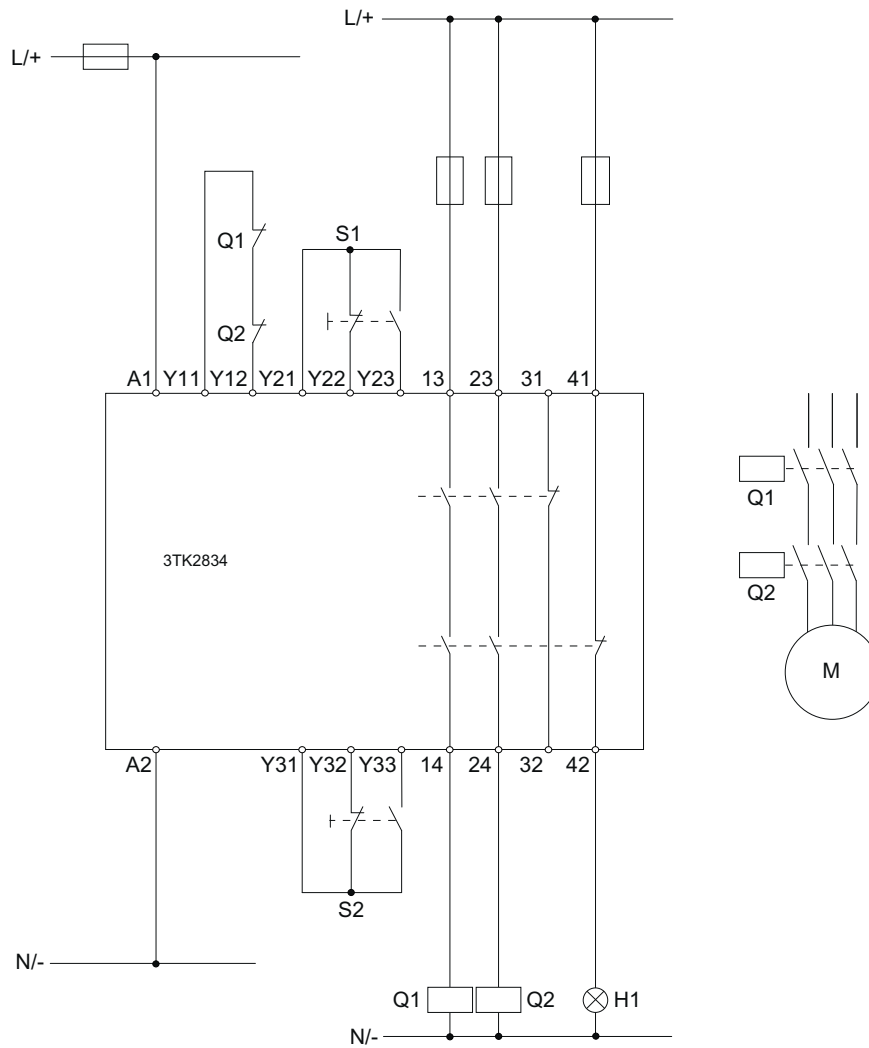 L/+
L/+
Q1
S1
Q2
A1 Y11 Y12 Y21 Y22 Y23 13 23 31 41
Q1
3TK2834
Q2
M
A2 Y31 Y32 Y33 14 24 32 42
S2
N/-
Q1 Q2 H1
N/-